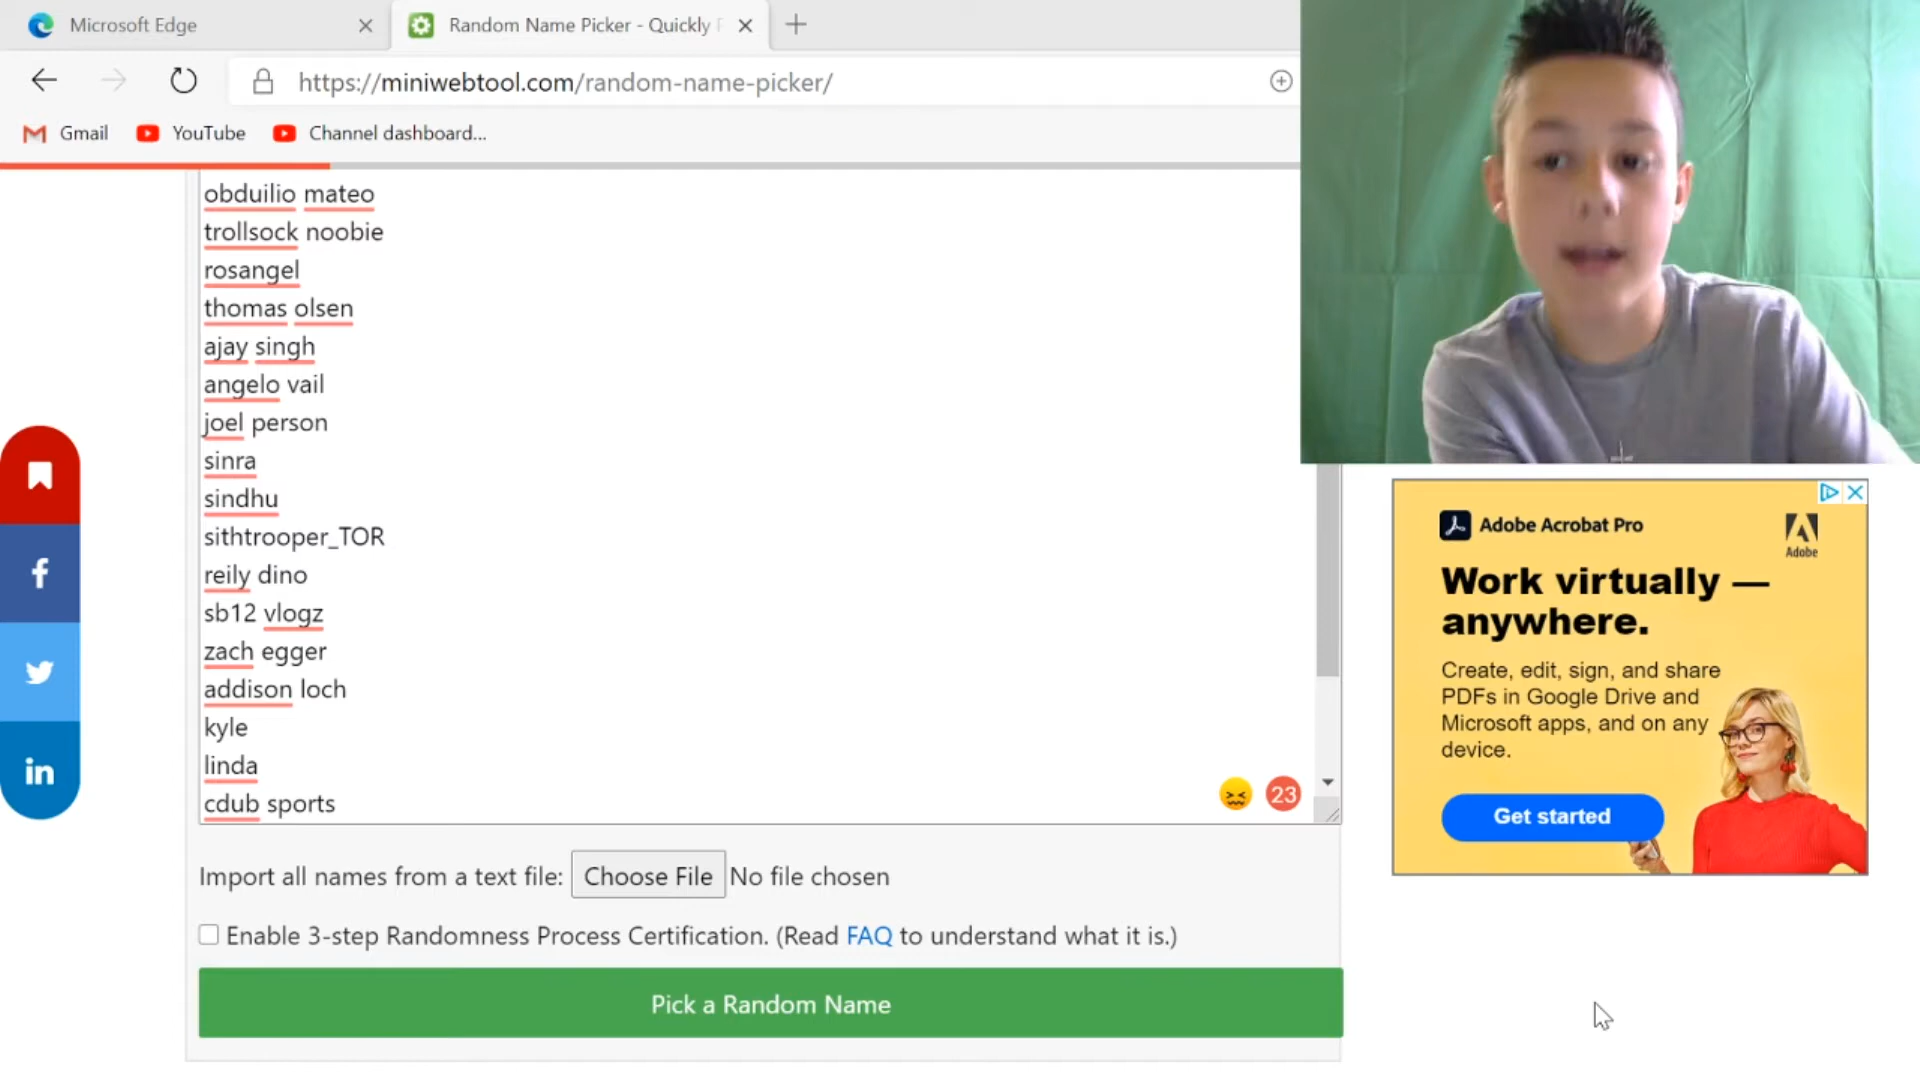 Microsoft Edge
Random Name Picker - Quickly
https://miniwebtool.com/random-name-picker/
Gmail
YouTube
Channel dashboard...
obduilio mateo
trollsock noobie
rosangel
thomas olsen
ajay singh
angelo vail
joel person
sinra
sindhu
sithtrooper_TOR
reily dino
sb12 vlogz
zach egger
addison loch
kyle
linda
cdub sports
23
Import all names from a text file: Choose File No file chosen
Enable 3-step Randomness Process Certification. (Read FAQ to understand what it is.)
Pick a Random Name
Adobe Acrobat Pro
Adobe
Work virtually —
anywhere.
Create, edit, sign, and share
PDFs in Google Drive and
Microsoft apps, and on any
device.
Get started
f
in